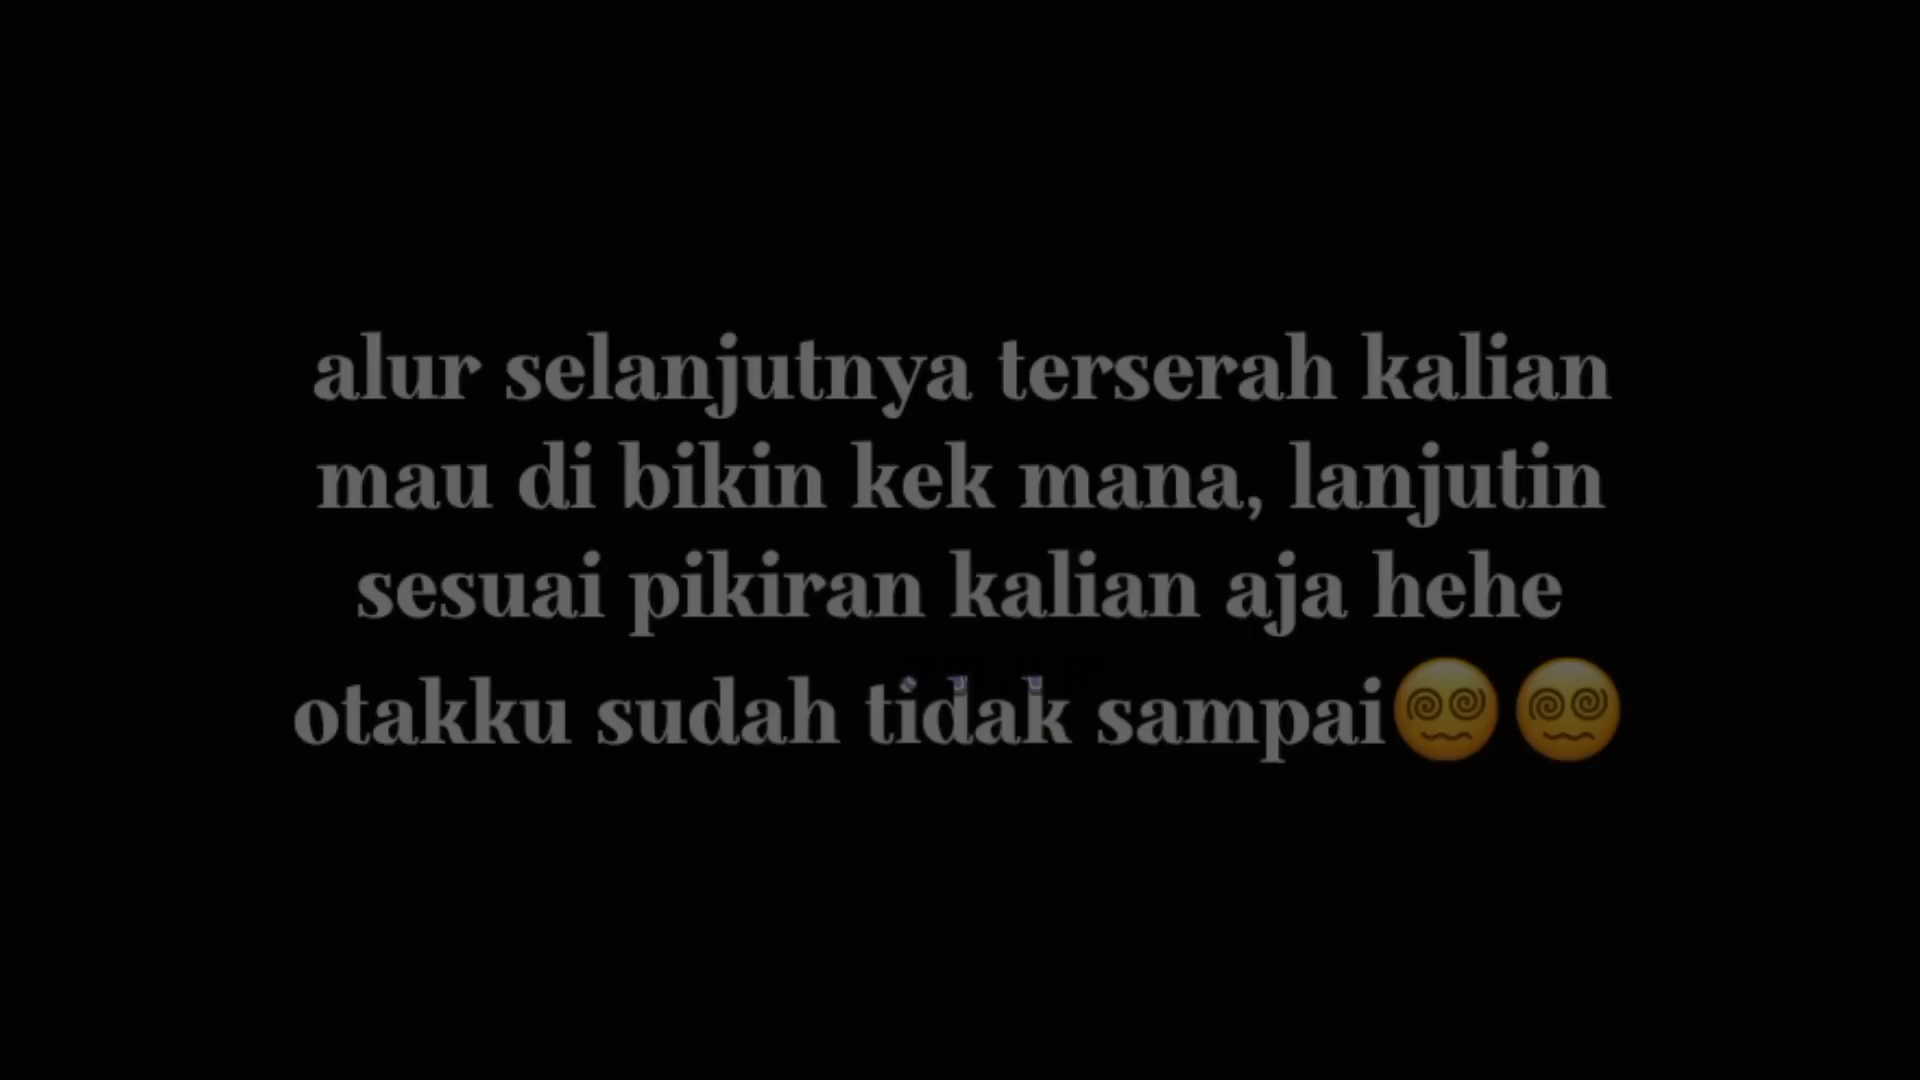 alur selanjutnya terserah kalian
mau di bikin kek mana, lanjutin
sesuai pikiran kalian aja hehe
otakku sudah tidak sampai😵‍💫😵‍💫